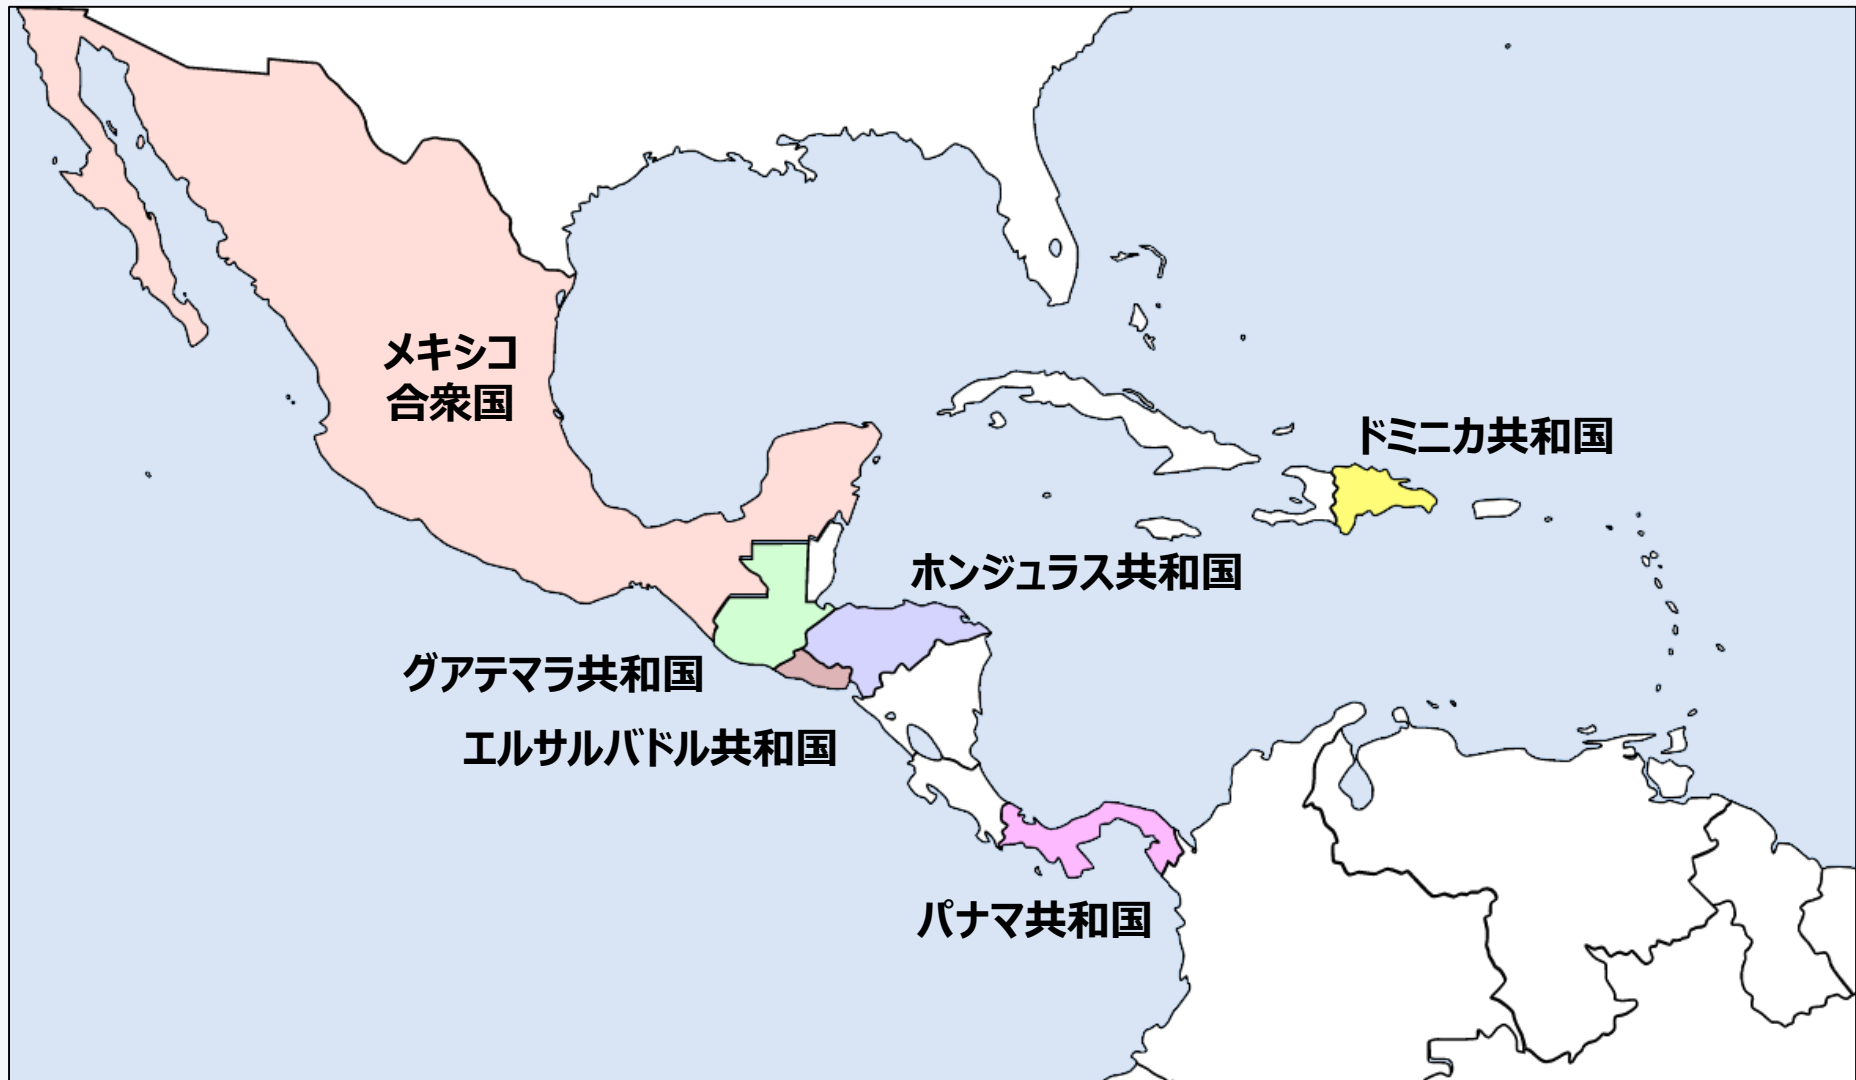 メキシコ
合衆国
ドミニカ共和国
ホンジュラス共和国
グアテマラ共和国
エルサルバドル共和国
パナマ共和国